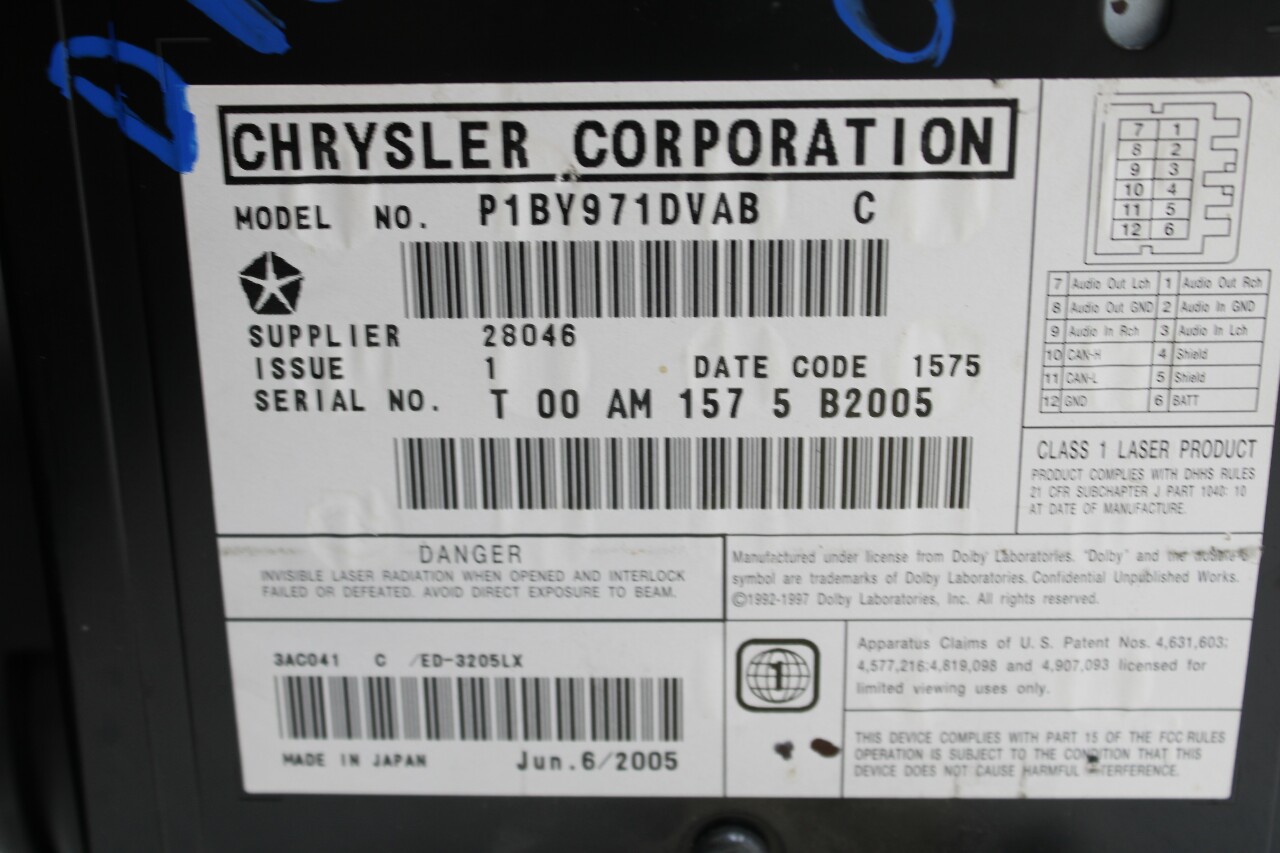 CHRYSLER CORPORATION
MODEL NO. P1BY971DVAB C
SUPPLIER 28046
ISSUE 1 DATE CODE 1575
SERIAL NO. T 00 AM 157 5 B2005
7 1
8 2
9 3
10 4
11 5
12 6
7 Audio Out Lch 1 Audio Out Rch
8 Audio Out GND 2 Audio In GND
9 Audio In Rch 3 Audio In Lch
10 CAN-H 4 Shield
11 CAN-L 5 Shield
12 GND 6 BATT
CLASS 1 LASER PRODUCT
PRODUCT COMPLIES WITH DHHS RULES
21 CFR SUBCHAPTER J PART 1040: 10
AT DATE OF MANUFACTURE.
DANGER
INVISIBLE LASER RADIATION WHEN OPENED AND INTERLOCK
FAILED OR DEFEATED. AVOID DIRECT EXPOSURE TO BEAM.
Manufactured under license from Dolby Laboratories. "Dolby" and the
symbol are trademarks of Dolby Laboratories. Confidential Unpublished Works.
©1992-1997 Dolby Laboratories, Inc. All rights reserved.
3AC041 C /ED-3205LX
MADE IN JAPAN Jun.6/2005
1
Apparatus Claims of U.S. Patent Nos. 4,631,603;
4,577,216;4,819,098 and 4,907,093 licensed for
limited viewing uses only.
THIS DEVICE COMPLIES WITH PART 15 OF THE FCC RULES
OPERATION IS SUBJECT TO THE CONDITION THAT THIS
DEVICE DOES NOT CAUSE HARMFUL INTERFERENCE.